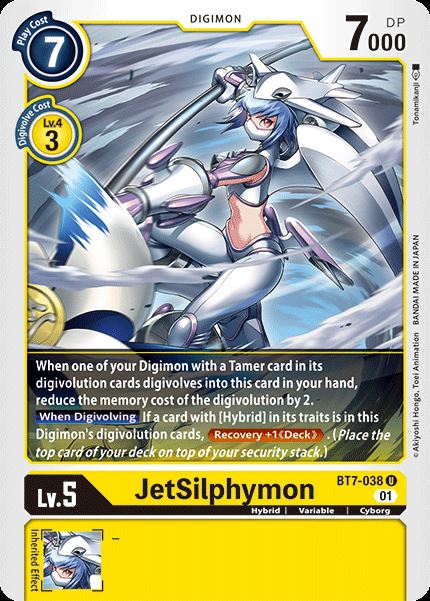 Play Cost
7
DIGIMON
7000 DP
Digivolve Cost
Lv.4
3
Tonamikanji
© Akiyoshi Hongo, Toei Animation BANDAI MADE IN JAPAN
When one of your Digimon with a Tamer card in its
digivolution cards digivolves into this card in your hand,
reduce the memory cost of the digivolution by 2.
When Digivolving If a card with [Hybrid] in its traits is in this
Digimon's digivolution cards, Recovery +1《Deck》. (Place the
top card of your deck on top of your security stack.)
Lv.5
JetSilphymon
BT7-038 U
01
Hybrid | Variable | Cyborg
Inherited Effect
–